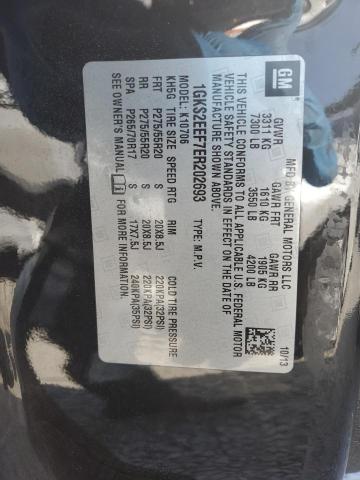 GM
MFD BY GENERAL MOTORS LLC 10/13
GVWR GAWR FRT GAWR RR
3311 KG 1610 KG 1905 KG
7300 LB 3550 LB 4200 LB
THIS VEHICLE CONFORMS TO ALL APPLICABLE U.S. FEDERAL MOTOR
VEHICLE SAFETY STANDARDS IN EFFECT ON THE DATE OF
MANUFACTURE SHOWN ABOVE.
1GKS2EEF7ER202693 TYPE: M.P.V.
MODEL: K10706
KH5G TIRE SIZE SPEED RTG RIM COLD TIRE PRESSURE
FRT P275/55R20 S 20X8.5J 220KPA(32PSI)
RR P275/55R20 S 20X8.5J 220KPA(32PSI)
SPA P265/70R17 S 17X7.5J 240KPA(35PSI)
SEE OWNER'S MANUAL FOR MORE INFORMATION.